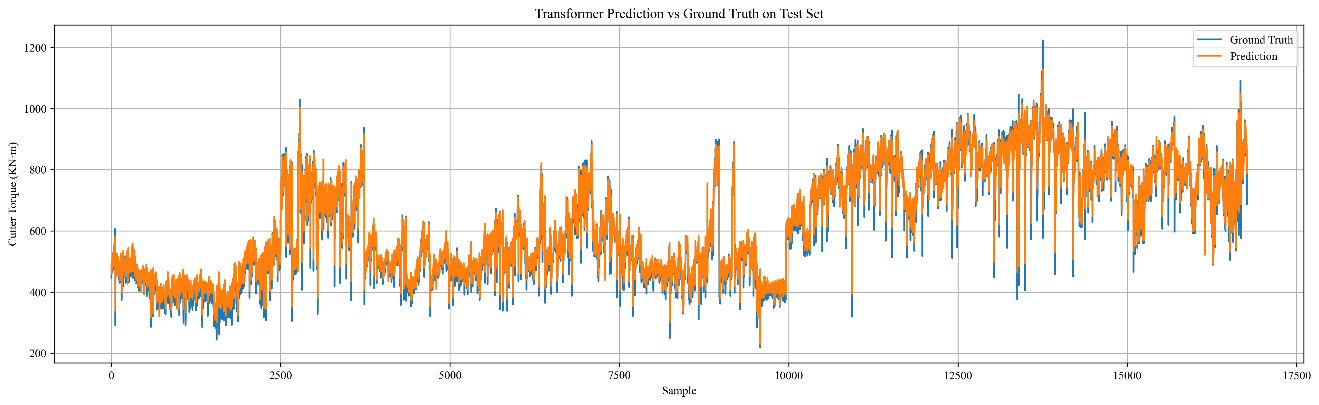 Transformer Prediction vs Ground Truth on Test Set
Ground Truth
Prediction
Cutter Torque (KN·m)
1200
1000
800
600
400
200
0
2500
5000
7500
10000
12500
15000
17500
Sample